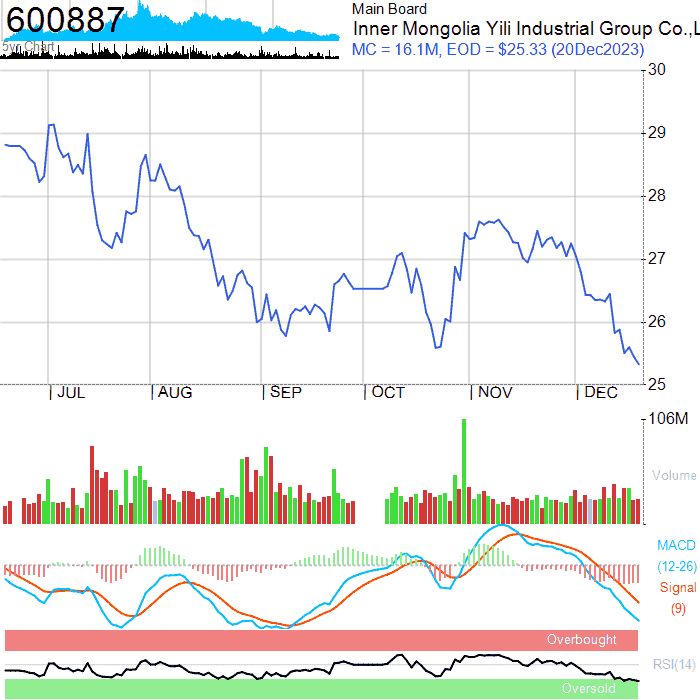 600887
5yr Chart
Main Board
Inner Mongolia Yili Industrial Group Co.,L
MC = 16.1M, EOD = $25.33 (20Dec2023)
30
29
28
27
26
25
JUL
AUG
SEP
OCT
NOV
DEC
106M
Volume
MACD
(12-26)
Signal
(9)
Overbought
RSI(14)
Oversold